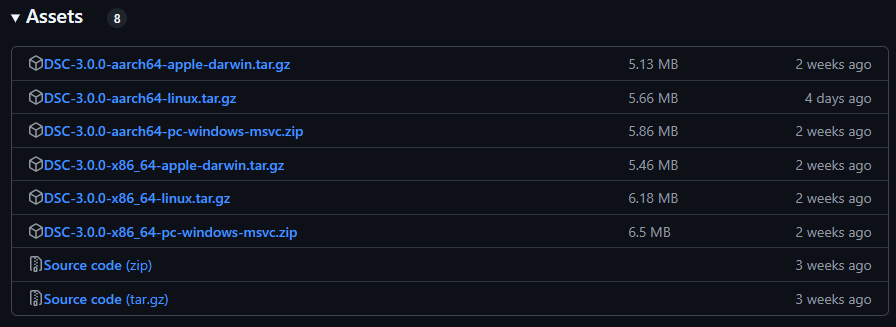 Assets 8
DSC-3.0.0-aarch64-apple-darwin.tar.gz 5.13 MB 2 weeks ago
DSC-3.0.0-aarch64-linux.tar.gz 5.66 MB 4 days ago
DSC-3.0.0-aarch64-pc-windows-msvc.zip 5.86 MB 2 weeks ago
DSC-3.0.0-x86_64-apple-darwin.tar.gz 5.46 MB 2 weeks ago
DSC-3.0.0-x86_64-linux.tar.gz 6.18 MB 2 weeks ago
DSC-3.0.0-x86_64-pc-windows-msvc.zip 6.5 MB 2 weeks ago
Source code (zip) 3 weeks ago
Source code (tar.gz) 3 weeks ago